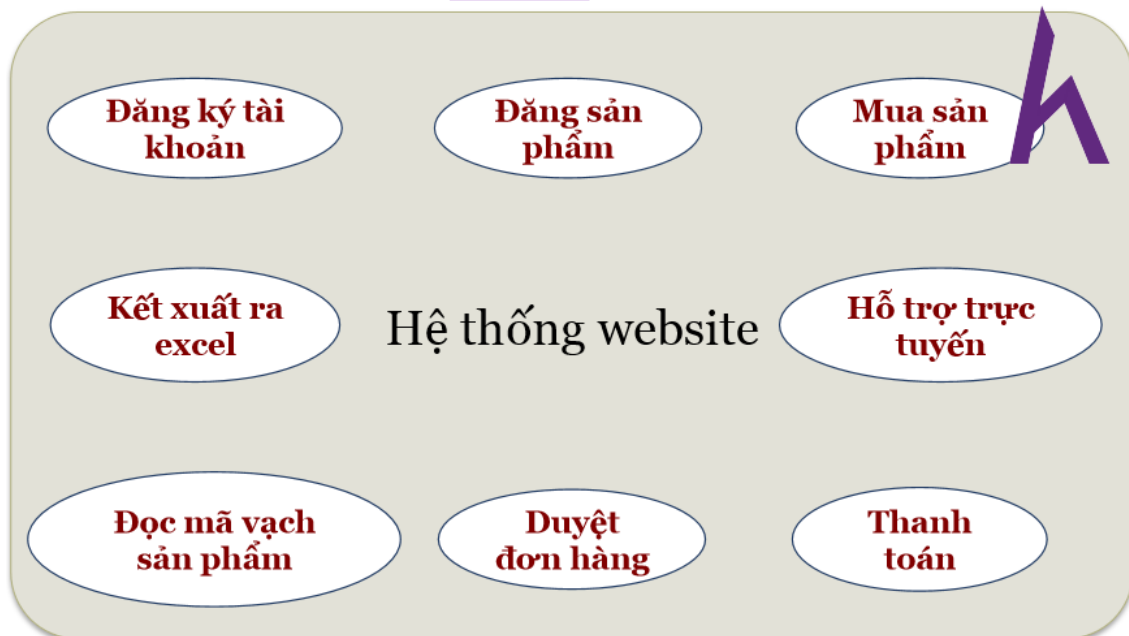 Đăng ký tài
khoản
Đăng sản
phẩm
Mua sản
phẩm
Kết xuất ra
excel
Hệ thống website
Hỗ trợ trực
tuyến
Đọc mã vạch
sản phẩm
Duyệt
đơn hàng
Thanh
toán